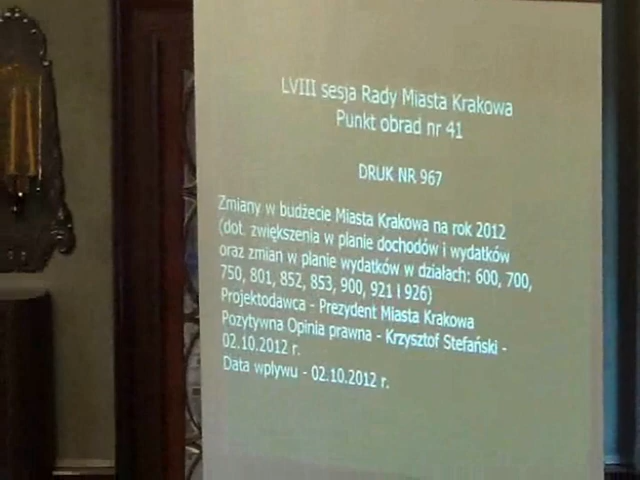 LVIII sesja Rady Miasta Krakowa
Punkt obrad nr 41
DRUK NR 967
Zmiany w budżecie Miasta Krakowa na rok 2012
(dot. zwiększenia w planie dochodów i wydatków
oraz zmian w planie wydatków w działach: 600, 700,
750, 801, 852, 853, 900, 921 i 926)
Projektodawca - Prezydent Miasta Krakowa
Pozytywna Opinia prawna - Krzysztof Stefański -
02.10.2012 r.
Data wpływu - 02.10.2012 r.